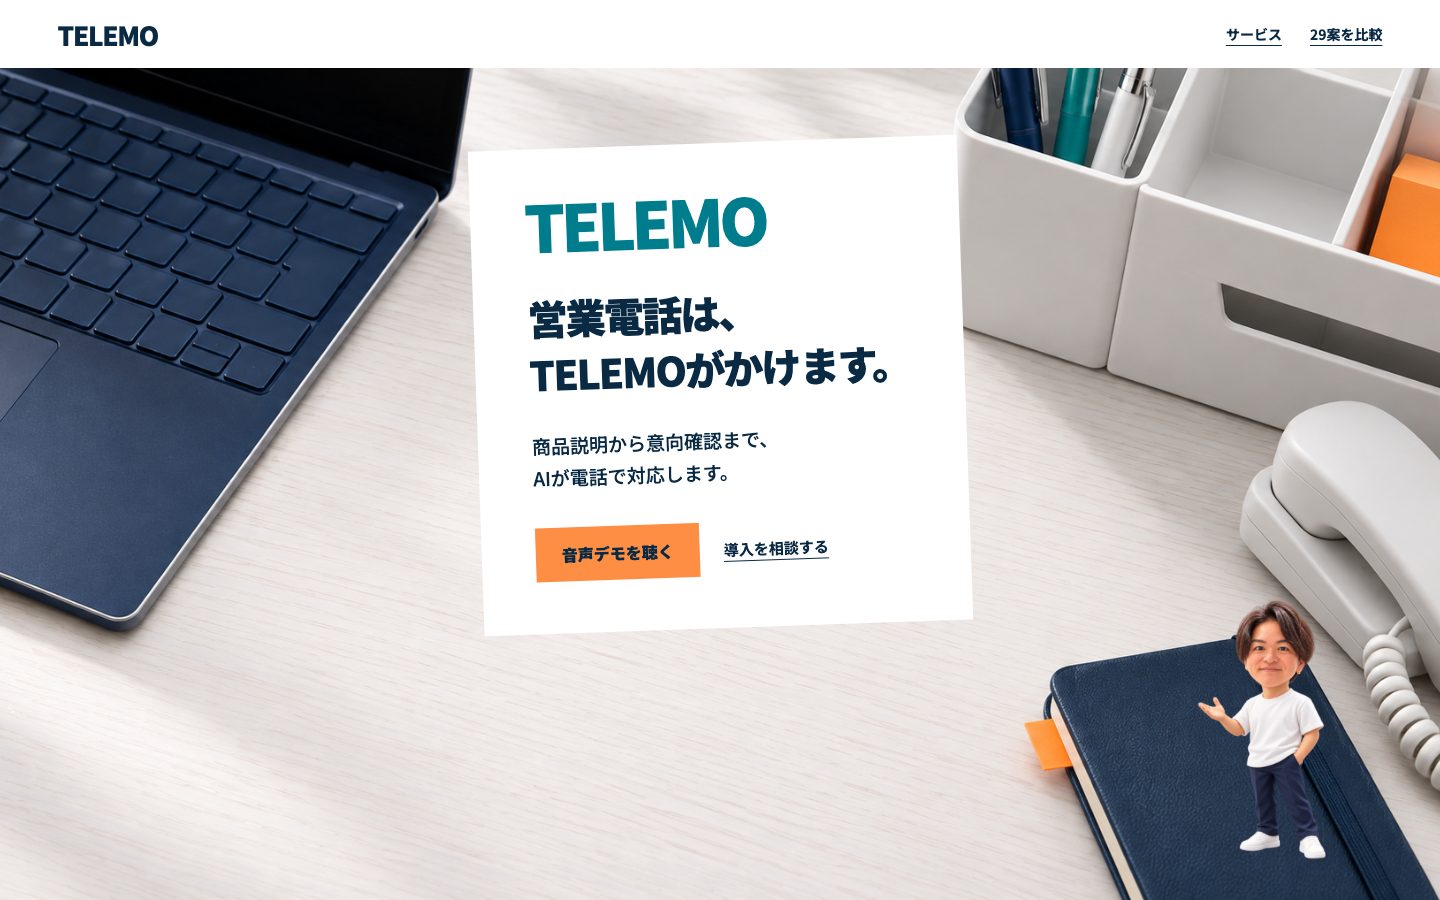 TELEMO
サービス
29案を比較
TELEMO
営業電話は、
TELEMOがかけます。
商品説明から意向確認まで、
AIが電話で対応します。
音声デモを聴く
導入を相談する